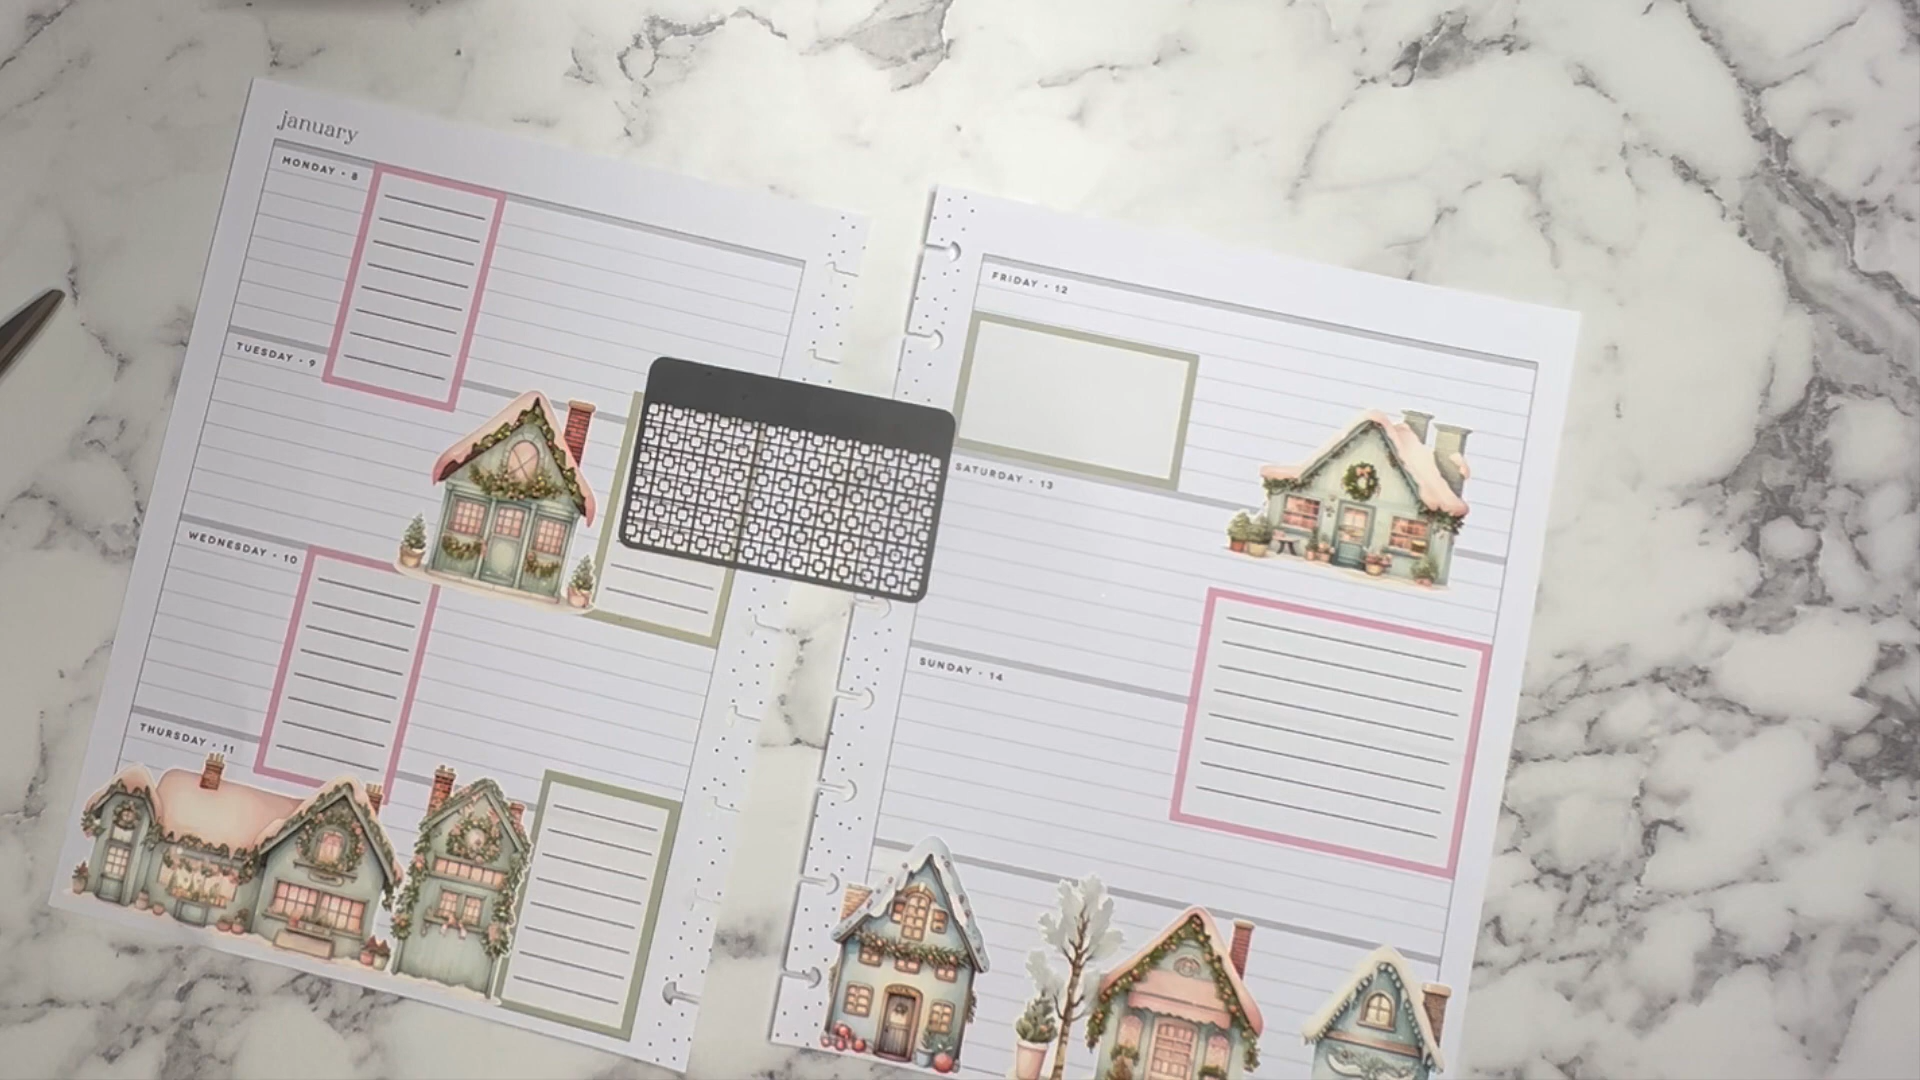 january
MONDAY • 8
TUESDAY • 9
WEDNESDAY • 10
THURSDAY • 11
FRIDAY • 12
SATURDAY • 13
SUNDAY • 14